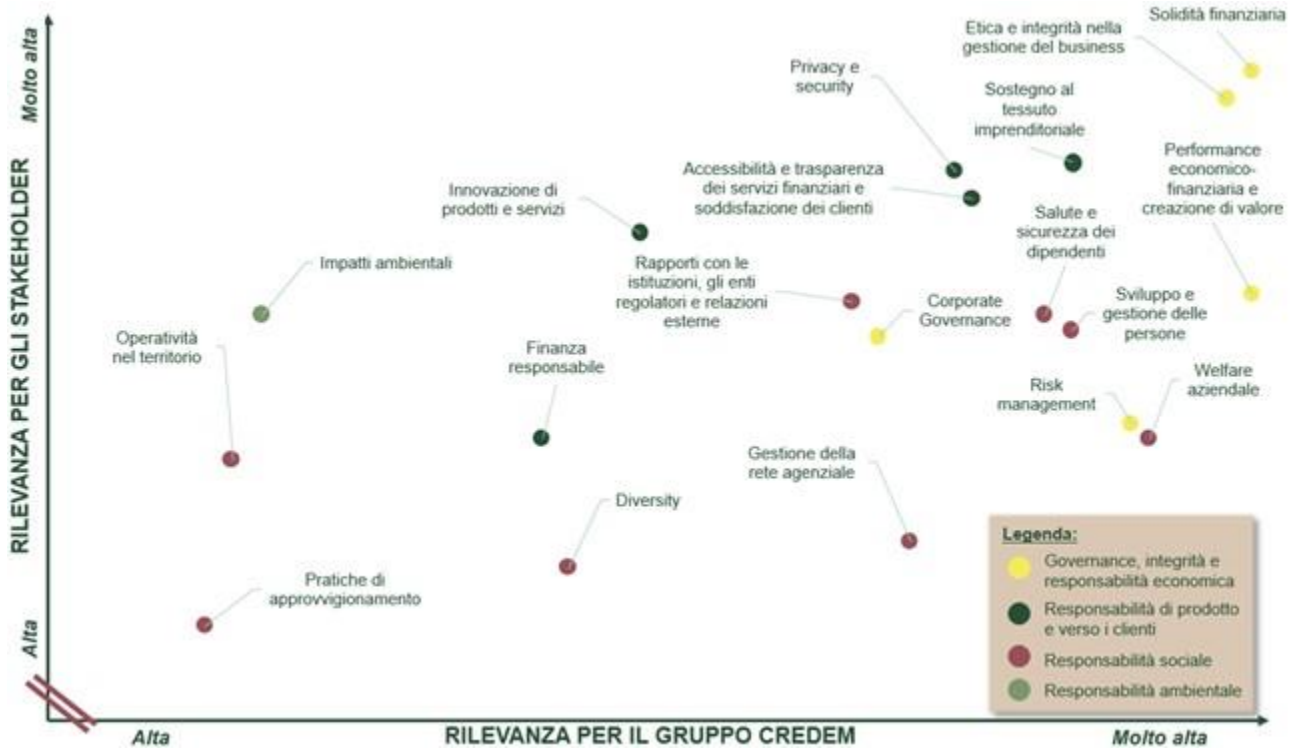 Molto alta
RILEVANZA PER GLI STAKEHOLDER
Alta
Solidità finanziaria
Etica e integrità nella
gestione del business
Privacy e
security
Sostegno al
tessuto
imprenditoriale
Performance
economico-
finanziaria e
creazione di valore
Accessibilità e trasparenza
dei servizi finanziari e
soddisfazione dei clienti
Innovazione di
prodotti e servizi
Salute e
sicurezza dei
dipendenti
Impatti ambientali
Rapporti con le
istituzioni, gli enti
regolatori e relazioni
esterne
Corporate
Governance
Sviluppo e
gestione delle
persone
Operatività
nel territorio
Finanza
responsabile
Risk
management
Welfare
aziendale
Gestione della
rete agenziale
Diversity
Pratiche di
approvvigionamento
Legenda:
Governance, integrità e
responsabilità economica
Responsabilità di prodotto
e verso i clienti
Responsabilità sociale
Responsabilità ambientale
Alta
RILEVANZA PER IL GRUPPO CREDEM
Molto alta